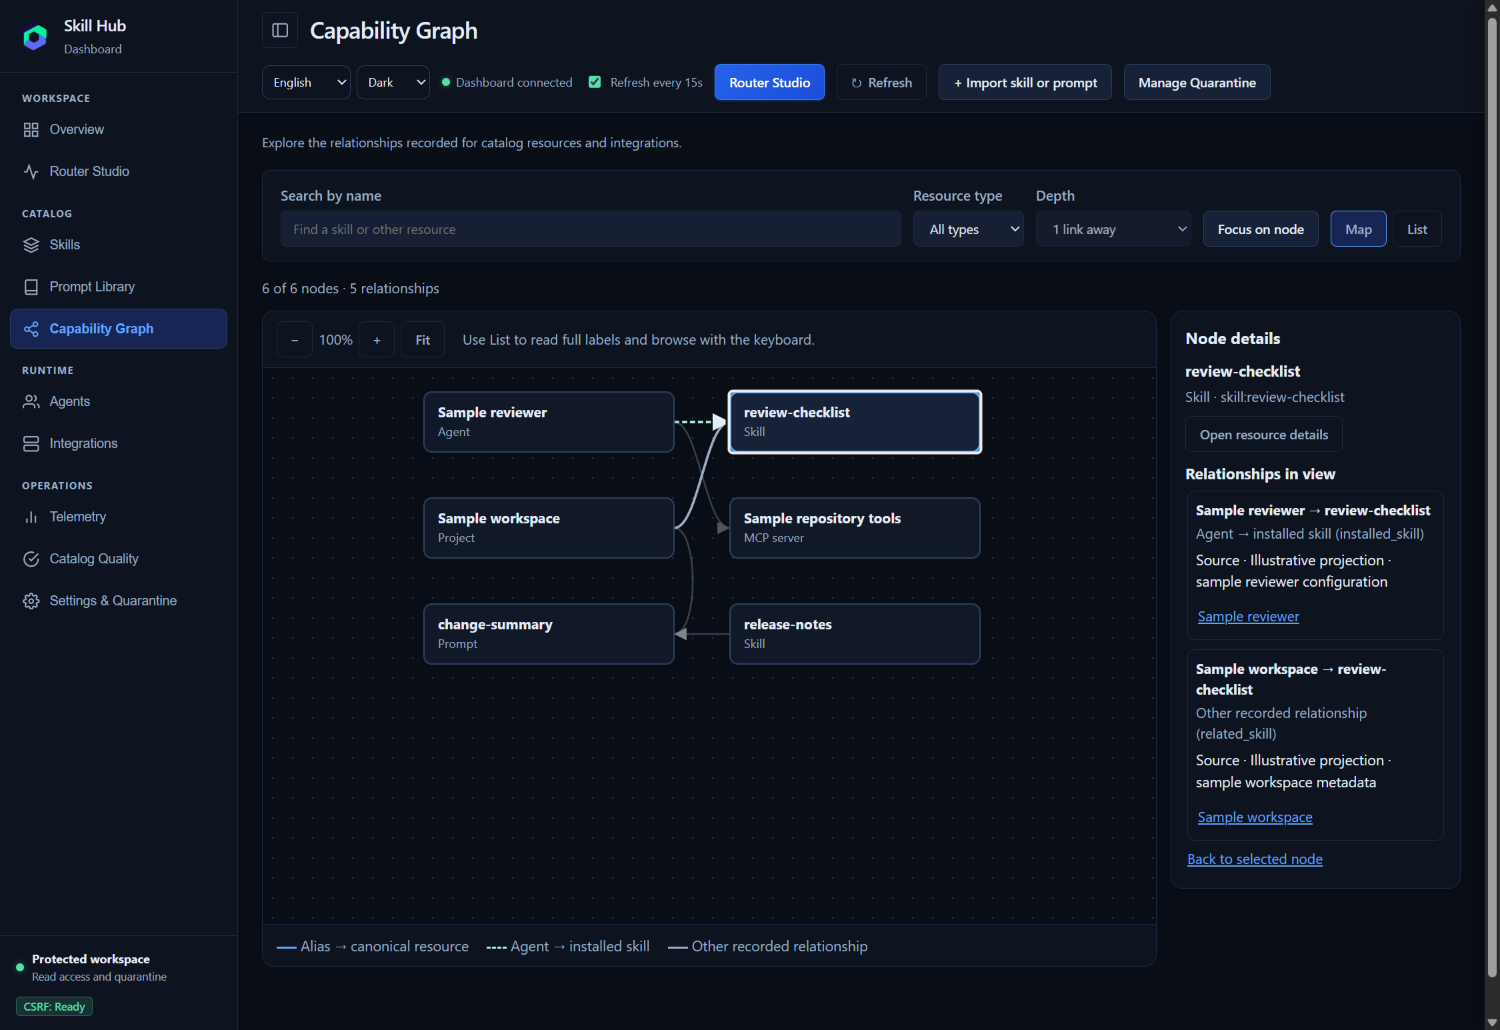 Skill Hub
Dashboard
WORKSPACE
Overview
Router Studio
CATALOG
Skills
Prompt Library
Capability Graph
RUNTIME
Agents
Integrations
OPERATIONS
Telemetry
Catalog Quality
Settings & Quarantine
Protected workspace
Read access and quarantine
CSRF: Ready
Capability Graph
English
Dark
Dashboard connected
Refresh every 15s
Router Studio
↻ Refresh
+ Import skill or prompt
Manage Quarantine
Explore the relationships recorded for catalog resources and integrations.
Search by name
Find a skill or other resource
Resource type
All types
Depth
1 link away
Focus on node
Map
List
6 of 6 nodes · 5 relationships
− 100% + Fit
Use List to read full labels and browse with the keyboard.
Sample reviewer
Agent
review-checklist
Skill
Sample workspace
Project
Sample repository tools
MCP server
change-summary
Prompt
release-notes
Skill
Alias → canonical resource
Agent → installed skill
Other recorded relationship
Node details
review-checklist
Skill · skill:review-checklist
Open resource details
Relationships in view
Sample reviewer → review-checklist
Agent → installed skill (installed_skill)
Source · Illustrative projection ·
sample reviewer configuration
Sample reviewer
Sample workspace → review-
checklist
Other recorded relationship
(related_skill)
Source · Illustrative projection ·
sample workspace metadata
Sample workspace
Back to selected node